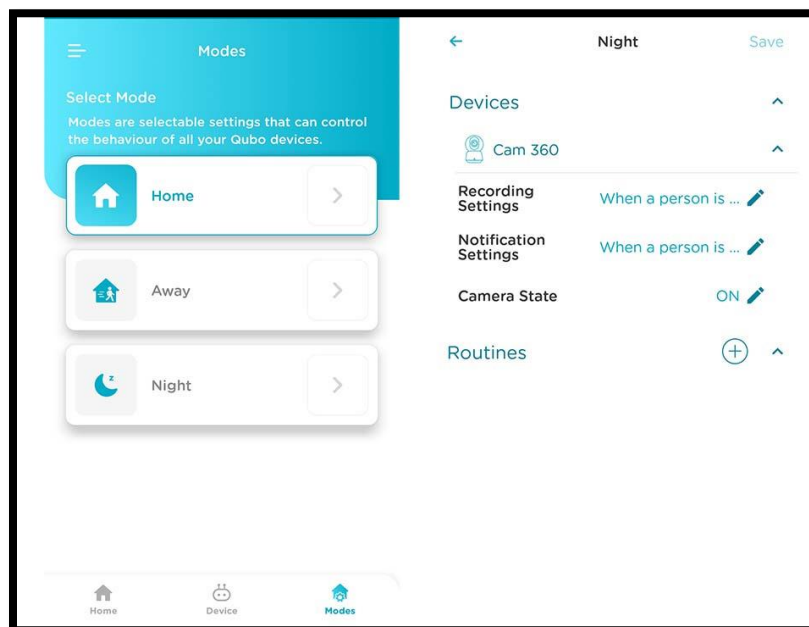 Modes
Select Mode
Modes are selectable settings that can control
the behaviour of all your Qubo devices.
Home
Away
Night
Home
Device
Modes
Night
Save
Devices
Cam 360
Recording
Settings
When a person is ...
Notification
Settings
When a person is ...
Camera State
ON
Routines